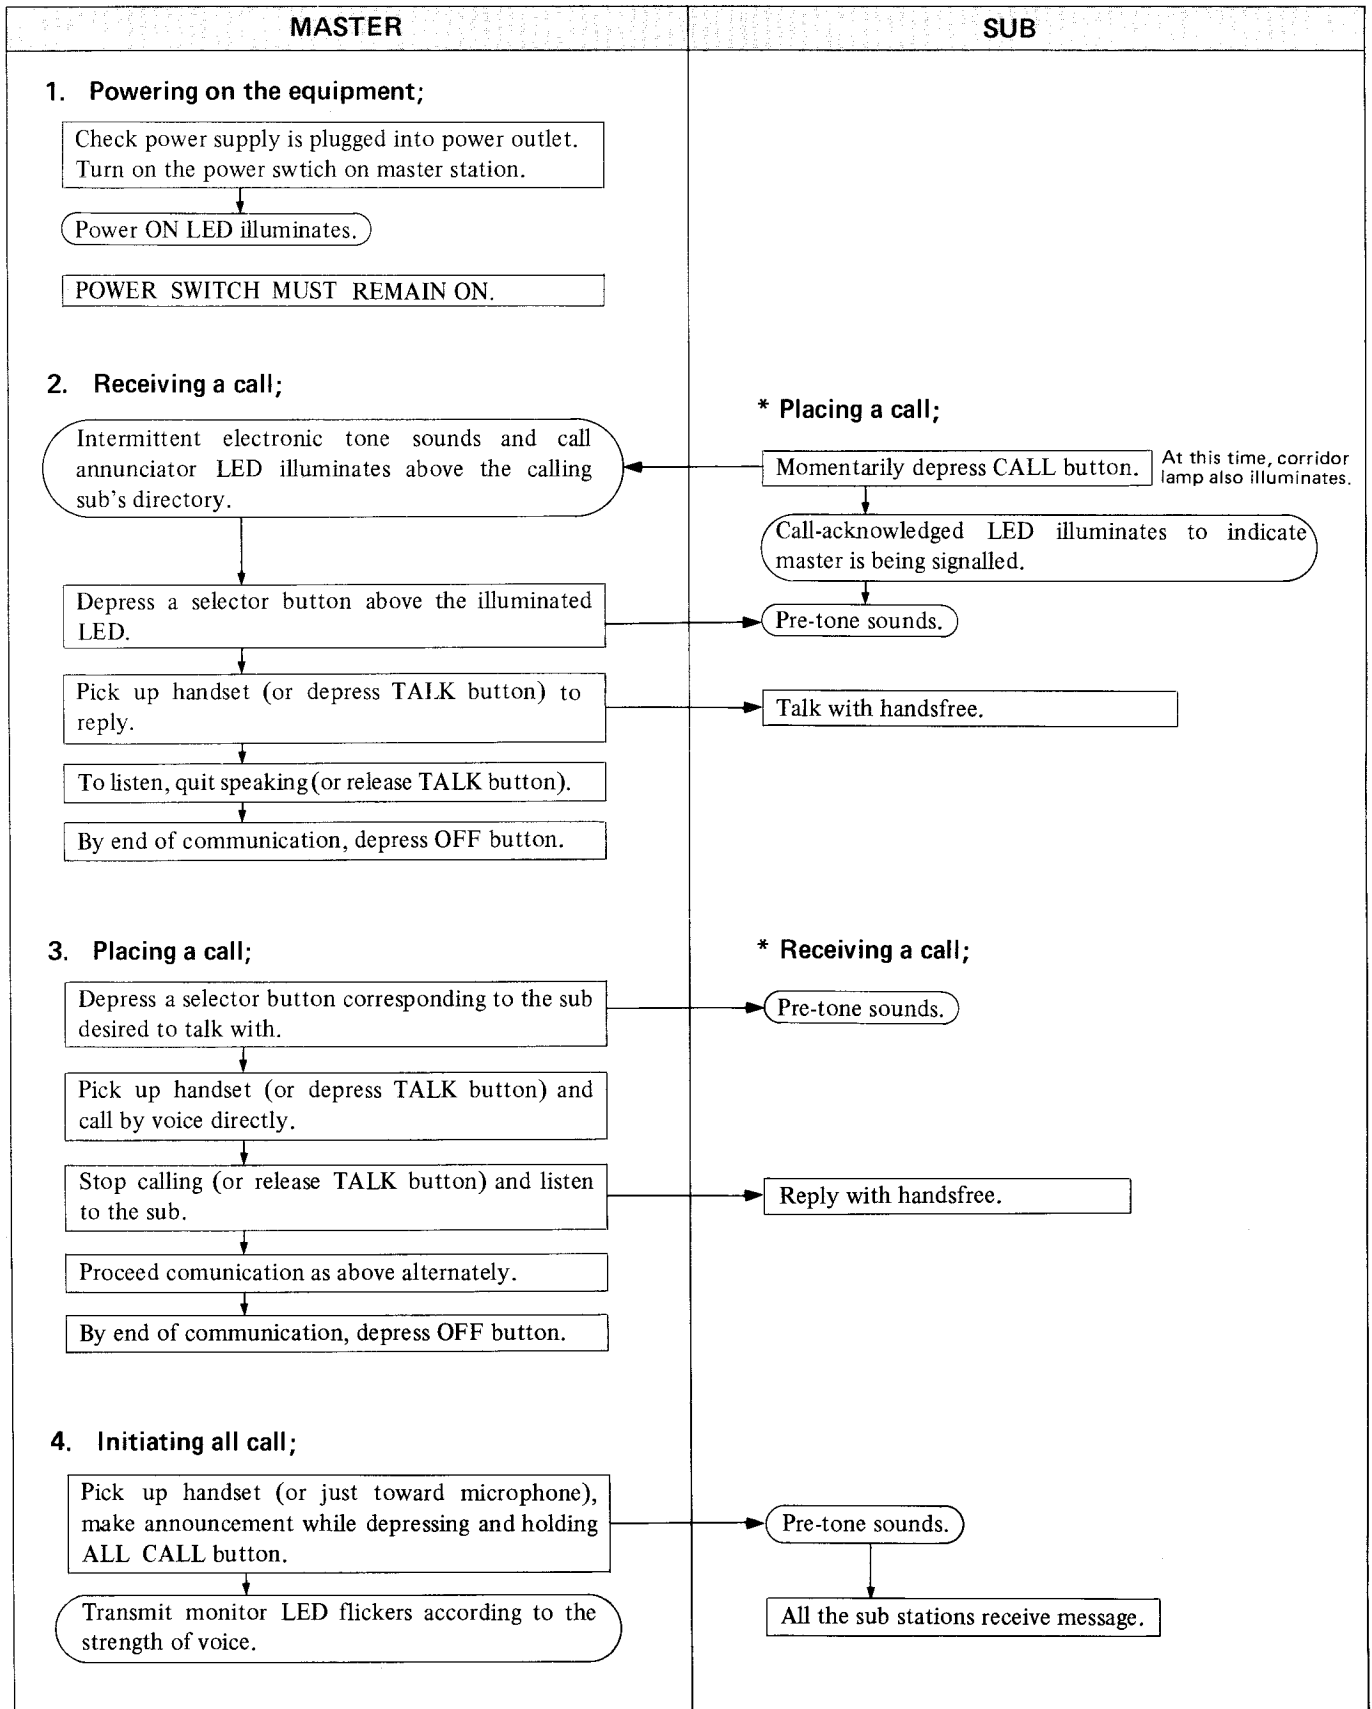 MASTER
SUB
1. Powering on the equipment;
Check power supply is plugged into power outlet.
Turn on the power swtich on master station.
Power ON LED illuminates.
POWER SWITCH MUST REMAIN ON.
2. Receiving a call;
Intermittent electronic tone sounds and call
annunciator LED illuminates above the calling
sub's directory.
Depress a selector button above the illuminated
LED.
Pick up handset (or depress TALK button) to
reply.
To listen, quit speaking (or release TALK button).
By end of communication, depress OFF button.
* Placing a call;
Momentarily depress CALL button.
At this time, corridor
lamp also illuminates.
Call-acknowledged LED illuminates to indicate
master is being signalled.
Pre-tone sounds.
Talk with handsfree.
3. Placing a call;
Depress a selector button corresponding to the sub
desired to talk with.
Pick up handset (or depress TALK button) and
call by voice directly.
Stop calling (or release TALK button) and listen
to the sub.
Proceed comunication as above alternately.
By end of communication, depress OFF button.
* Receiving a call;
Pre-tone sounds.
Reply with handsfree.
4. Initiating all call;
Pick up handset (or just toward microphone),
make announcement while depressing and holding
ALL CALL button.
Transmit monitor LED flickers according to the
strength of voice.
Pre-tone sounds.
All the sub stations receive message.